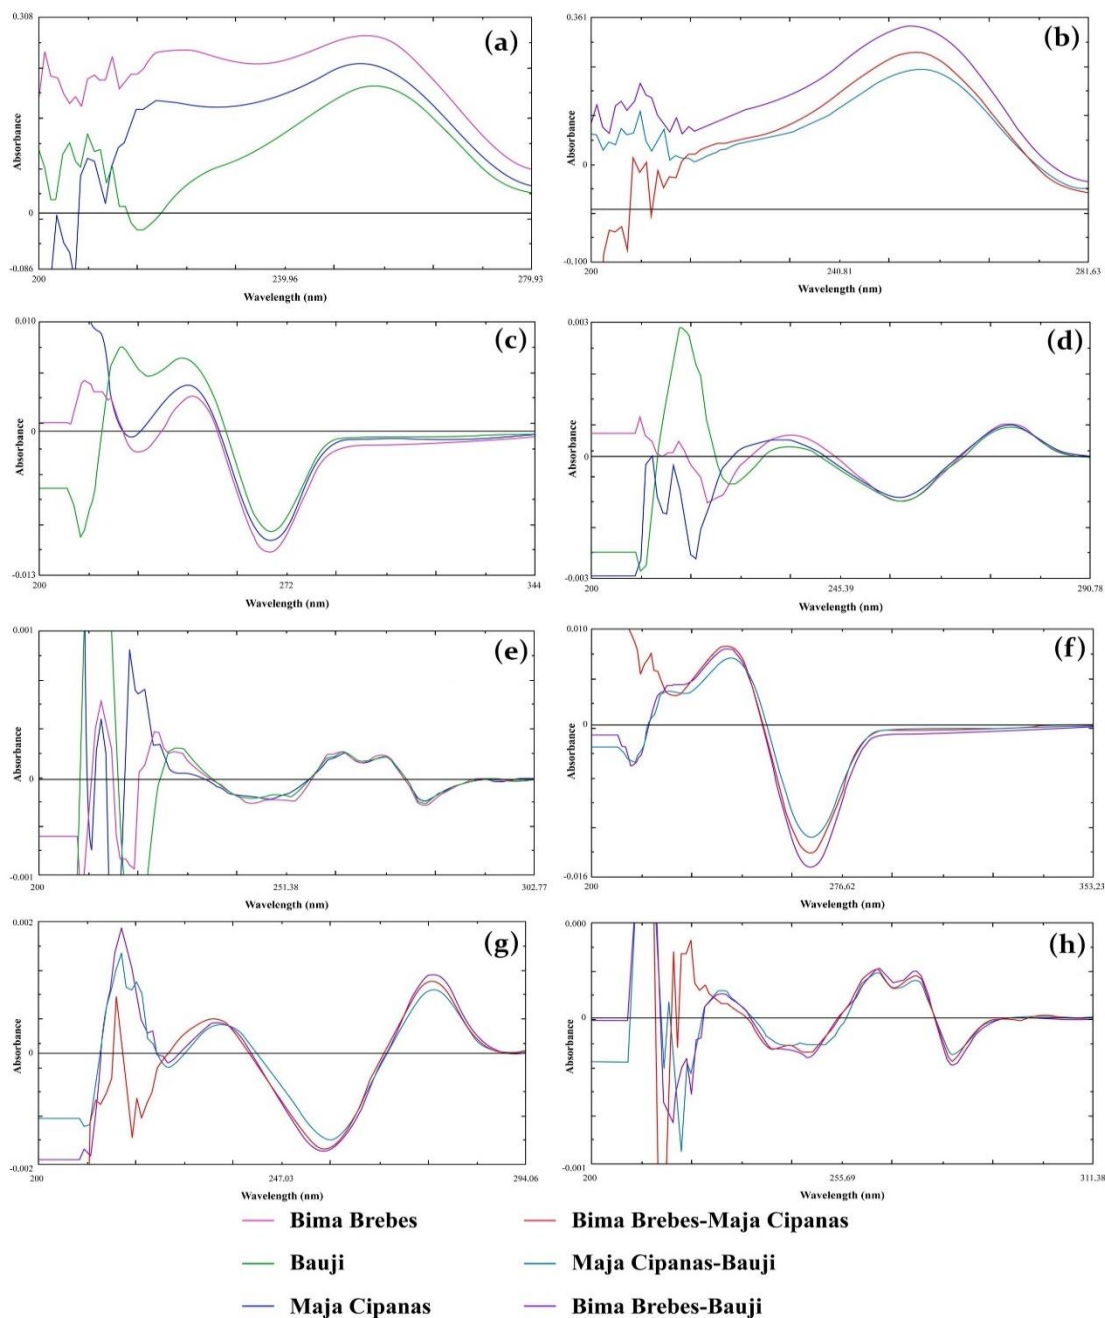 0.308
(a)
Absorbance
0
-0.086
200
239.96
279.93
Wavelength (nm)
0.361
(b)
Absorbance
0
-0.100
200
240.81
281.63
Wavelength (nm)
0.010
(c)
Absorbance
0
-0.013
200
272
344
Wavelength (nm)
0.003
(d)
Absorbance
0
-0.003
200
245.39
290.78
Wavelength (nm)
0.001
(e)
Absorbance
0
-0.001
200
251.38
302.77
Wavelength (nm)
0.010
(f)
Absorbance
0
-0.016
200
276.62
353.23
Wavelength (nm)
0.002
(g)
Absorbance
0
-0.002
200
247.03
294.06
Wavelength (nm)
0.000
(h)
Absorbance
0
-0.001
200
255.69
311.38
Wavelength (nm)
Bima Brebes
Bima Brebes-Maja Cipanas
Bauji
Maja Cipanas-Bauji
Maja Cipanas
Bima Brebes-Bauji